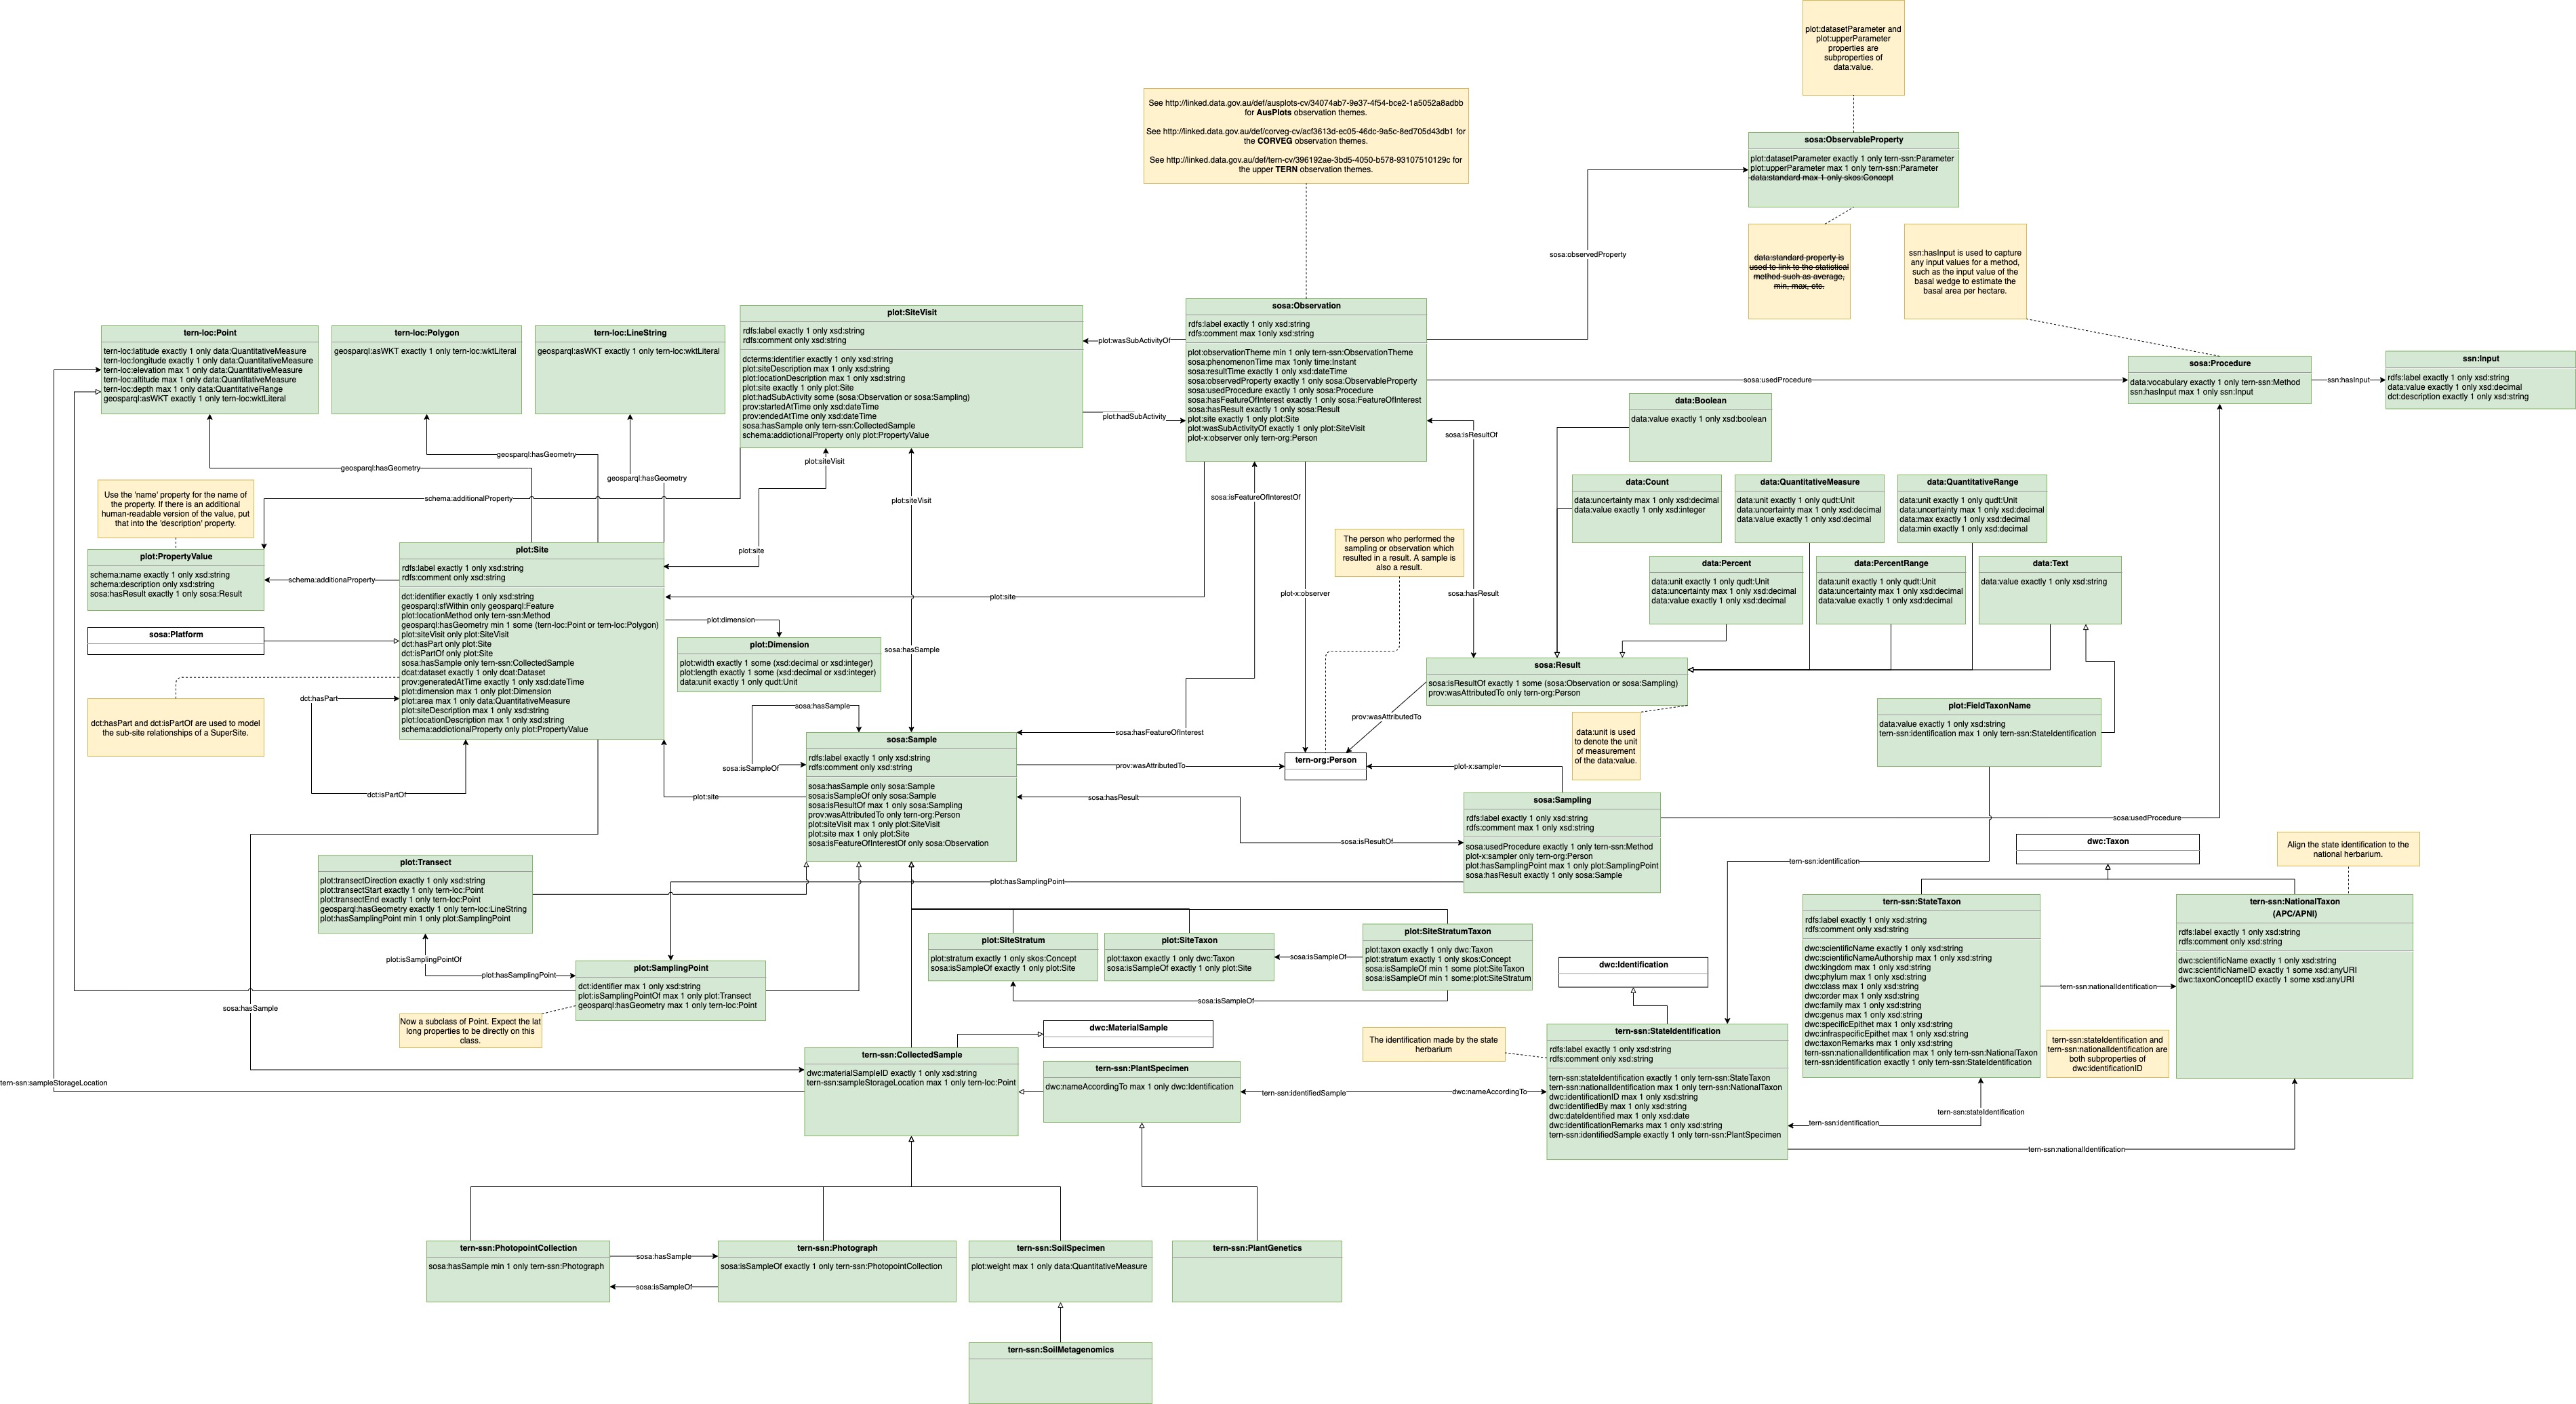 plot:datasetParameter and
plot:upperParameter
properties are
subproperties of
data:value.
See http://linked.data.gov.au/def/ausplots-cv/34074ab7-9e37-4f54-bce2-1a5052a8adbb
for AusPlots observation themes.
See http://linked.data.gov.au/def/corveg-cv/acf3613d-ec05-46dc-9a5c-8ed705d43db1 for
the CORVEG observation themes.
See http://linked.data.gov.au/def/tern-cv/396192ae-3bd5-4050-b578-93107510129c for
the upper TERN observation themes.
sosa:ObservableProperty
plot:datasetParameter exactly 1 only tern-ssn:Parameter
plot:upperParameter max 1 only tern-ssn:Parameter
data:standard max 1 only skos:Concept
sosa:observedProperty
data:standard property is
used to link to the statistical
method such as average,
min, max, etc.
ssn:hasInput is used to capture
any input values for a method,
such as the input value of the
basal wedge to estimate the
basal area per hectare.
tern-loc:Point
tern-loc:latitude exactly 1 only data:QuantitativeMeasure
tern-loc:longitude exactly 1 only data:QuantitativeMeasure
tern-loc:elevation max 1 only data:QuantitativeMeasure
tern-loc:altitude max 1 only data:QuantitativeMeasure
tern-loc:depth max 1 only data:QuantitativeRange
geosparql:asWKT exactly 1 only tern-loc:wktLiteral
tern-loc:Polygon
geosparql:asWKT exactly 1 only tern-loc:wktLiteral
tern-loc:LineString
geosparql:asWKT exactly 1 only tern-loc:wktLiteral
plot:SiteVisit
rdfs:label exactly 1 only xsd:string
rdfs:comment only xsd:string
dcterms:identifier exactly 1 only xsd:string
plot:siteDescription max 1 only xsd:string
plot:locationDescription max 1 only xsd:string
plot:site exactly 1 only plot:Site
plot:hadSubActivity some (sosa:Observation or sosa:Sampling)
prov:startedAtTime only xsd:dateTime
prov:endedAtTime only xsd:dateTime
sosa:hasSample only tern-ssn:CollectedSample
schema:addiotionalProperty only plot:PropertyValue
plot:wasSubActivityOf
plot:hadSubActivity
sosa:Observation
rdfs:label exactly 1 only xsd:string
rdfs:comment max 1only xsd:string
plot:observationTheme min 1 only tern-ssn:ObservationTheme
sosa:phenomenonTime max 1only time:Instant
sosa:resultTime exactly 1 only xsd:dateTime
sosa:observedProperty exactly 1 only sosa:ObservableProperty
sosa:usedProcedure exactly 1 only sosa:Procedure
sosa:hasFeatureOfInterest exactly 1 only sosa:FeatureOfInterest
sosa:hasResult exactly 1 only sosa:Result
plot:site exactly 1 only plot:Site
plot:wasSubActivityOf exactly 1 only plot:SiteVisit
plot-x:observer only tern-org:Person
sosa:usedProcedure
sosa:Procedure
data:vocabulary exactly 1 only tern-ssn:Method
ssn:hasInput max 1 only ssn:Input
ssn:hasInput
ssn:Input
rdfs:label exactly 1 only xsd:string
data:value exactly 1 only xsd:decimal
dct:description exactly 1 only xsd:string
data:Boolean
data:value exactly 1 only xsd:boolean
sosa:isResultOf
data:Count
data:uncertainty max 1 only xsd:decimal
data:value exactly 1 only xsd:integer
data:QuantitativeMeasure
data:unit exactly 1 only qudt:Unit
data:uncertainty max 1 only xsd:decimal
data:value exactly 1 only xsd:decimal
data:QuantitativeRange
data:unit exactly 1 only qudt:Unit
data:uncertainty max 1 only xsd:decimal
data:max exactly 1 only xsd:decimal
data:min exactly 1 only xsd:decimal
data:Percent
data:unit exactly 1 only qudt:Unit
data:uncertainty max 1 only xsd:decimal
data:value exactly 1 only xsd:decimal
data:PercentRange
data:unit exactly 1 only qudt:Unit
data:uncertainty max 1 only xsd:decimal
data:value exactly 1 only xsd:decimal
data:Text
data:value exactly 1 only xsd:string
geosparql:hasGeometry
geosparql:hasGeometry
geosparql:hasGeometry
schema:additionalProperty
plot:siteVisit
plot:siteVisit
plot:site
sosa:isFeatureOfInterestOf
Use the 'name' property for the name of
the property. If there is an additional
human-readable version of the value, put
that into the 'description' property.
plot:PropertyValue
schema:name exactly 1 only xsd:string
schema:description only xsd:string
sosa:hasResult exactly 1 only sosa:Result
schema:additionaProperty
sosa:Platform
dct:hasPart and dct:isPartOf are used to model
the sub-site relationships of a SuperSite.
dct:hasPart
dct:isPartOf
plot:Site
rdfs:label exactly 1 only xsd:string
rdfs:comment only xsd:string
dct:identifier exactly 1 only xsd:string
geosparql:sfWithin only geosparql:Feature
plot:locationMethod only tern-ssn:Method
geosparql:hasGeometry min 1 some (tern-loc:Point or tern-loc:Polygon)
plot:siteVisit only plot:SiteVisit
dct:hasPart only plot:Site
dct:isPartOf only plot:Site
sosa:hasSample only tern-ssn:CollectedSample
dcat:dataset exactly 1 only dcat:Dataset
prov:generatedAtTime exactly 1 only xsd:dateTime
plot:dimension max 1 only plot:Dimension
plot:area max 1 only data:QuantitativeMeasure
plot:siteDescription max 1 only xsd:string
plot:locationDescription max 1 only xsd:string
schema:addiotionalProperty only plot:PropertyValue
plot:site
plot:dimension
plot:Dimension
plot:width exactly 1 some (xsd:decimal or xsd:integer)
plot:length exactly 1 some (xsd:decimal or xsd:integer)
data:unit exactly 1 only qudt:Unit
sosa:hasSample
The person who performed the
sampling or observation which
resulted in a result. A sample is
also a result.
plot-x:observer
sosa:hasResult
sosa:Result
sosa:isResultOf exactly 1 some (sosa:Observation or sosa:Sampling)
prov:wasAttributedTo only tern-org:Person
prov:wasAttributedTo
data:unit is used
to denote the unit
of measurement
of the data:value.
plot:FieldTaxonName
data:value exactly 1 only xsd:string
tern-ssn:identification max 1 only tern-ssn:StateIdentification
sosa:hasSample
sosa:isSampleOf
sosa:hasFeatureOfInterest
sosa:Sample
rdfs:label exactly 1 only xsd:string
rdfs:comment only xsd:string
sosa:hasSample only sosa:Sample
sosa:isSampleOf only sosa:Sample
sosa:isResultOf max 1 only sosa:Sampling
prov:wasAttributedTo only tern-org:Person
plot:siteVisit max 1 only plot:SiteVisit
plot:site max 1 only plot:Site
sosa:isFeatureOfInterestOf only sosa:Observation
plot:site
prov:wasAttributedTo
tern-org:Person
plot-x:sampler
sosa:hasResult
sosa:isResultOf
sosa:Sampling
rdfs:label exactly 1 only xsd:string
rdfs:comment max 1 only xsd:string
sosa:usedProcedure exactly 1 only tern-ssn:Method
plot-x:sampler only tern-org:Person
plot:hasSamplingPoint max 1 only plot:SamplingPoint
sosa:hasResult exactly 1 only sosa:Sample
sosa:usedProcedure
plot:hasSamplingPoint
tern-ssn:identification
dwc:Taxon
Align the state identification to the
national herbarium.
plot:Transect
plot:transectDirection exactly 1 only xsd:string
plot:transectStart exactly 1 only tern-loc:Point
plot:transectEnd exactly 1 only tern-loc:Point
geosparql:hasGeometry exactly 1 only tern-loc:LineString
plot:hasSamplingPoint min 1 only plot:SamplingPoint
plot:isSamplingPointOf
plot:hasSamplingPoint
plot:SamplingPoint
dct:identifier max 1 only xsd:string
plot:isSamplingPointOf max 1 only plot:Transect
geosparql:hasGeometry max 1 only tern-loc:Point
Now a subclass of Point. Expect the lat
long properties to be directly on this
class.
sosa:hasSample
plot:SiteStratum
plot:stratum exactly 1 only skos:Concept
sosa:isSampleOf exactly 1 only plot:Site
plot:SiteTaxon
plot:taxon exactly 1 only dwc:Taxon
sosa:isSampleOf exactly 1 only plot:Site
sosa:isSampleOf
plot:SiteStratumTaxon
plot:taxon exactly 1 only dwc:Taxon
plot:stratum exactly 1 only skos:Concept
sosa:isSampleOf min 1 some plot:SiteTaxon
sosa:isSampleOf min 1 some:plot:SiteStratum
sosa:isSampleOf
dwc:Identification
tern-ssn:StateTaxon
rdfs:label exactly 1 only xsd:string
rdfs:comment only xsd:string
dwc:scientificName exactly 1 only xsd:string
dwc:scientificNameAuthorship max 1 only xsd:string
dwc:kingdom max 1 only xsd:string
dwc:phylum max 1 only xsd:string
dwc:class max 1 only xsd:string
dwc:order max 1 only xsd:string
dwc:family max 1 only xsd:string
dwc:genus max 1 only xsd:string
dwc:specificEpithet max 1 only xsd:string
dwc:infraspecificEpithet max 1 only xsd:string
dwc:taxonRemarks max 1 only xsd:string
tern-ssn:nationalIdentification max 1 only tern-ssn:NationalTaxon
tern-ssn:identification exactly 1 only tern-ssn:StateIdentification
tern-ssn:nationalIdentification
tern-ssn:NationalTaxon
(APC/APNI)
rdfs:label exactly 1 only xsd:string
rdfs:comment only xsd:string
dwc:scientificName exactly 1 only xsd:string
dwc:scientificNameID exactly 1 some xsd:anyURI
dwc:taxonConceptID exactly 1 some xsd:anyURI
tern-ssn:stateIdentification and
tern-ssn:nationalIdentification are
both subproperties of
dwc:identificationID
dwc:MaterialSample
tern-ssn:sampleStorageLocation
tern-ssn:CollectedSample
dwc:materialSampleID exactly 1 only xsd:string
tern-ssn:sampleStorageLocation max 1 only tern-loc:Point
tern-ssn:PlantSpecimen
dwc:nameAccordingTo max 1 only dwc:Identification
The identification made by the state
herbarium
tern-ssn:identifiedSample
dwc:nameAccordingTo
tern-ssn:StateIdentification
rdfs:label exactly 1 only xsd:string
rdfs:comment only xsd:string
tern-ssn:stateIdentification exactly 1 only tern-ssn:StateTaxon
tern-ssn:nationalIdentification max 1 only tern-ssn:NationalTaxon
dwc:identificationID max 1 only xsd:string
dwc:identifiedBy max 1 only xsd:string
dwc:dateIdentified max 1 only xsd:date
dwc:identificationRemarks max 1 only xsd:string
tern-ssn:identifiedSample exactly 1 only tern-ssn:PlantSpecimen
tern-ssn:stateIdentification
tern-ssn:identification
tern-ssn:nationalIdentification
tern-ssn:PhotopointCollection
sosa:hasSample min 1 only tern-ssn:Photograph
sosa:hasSample
sosa:isSampleOf
tern-ssn:Photograph
sosa:isSampleOf exactly 1 only tern-ssn:PhotopointCollection
tern-ssn:SoilSpecimen
plot:weight max 1 only data:QuantitativeMeasure
tern-ssn:PlantGenetics
tern-ssn:SoilMetagenomics